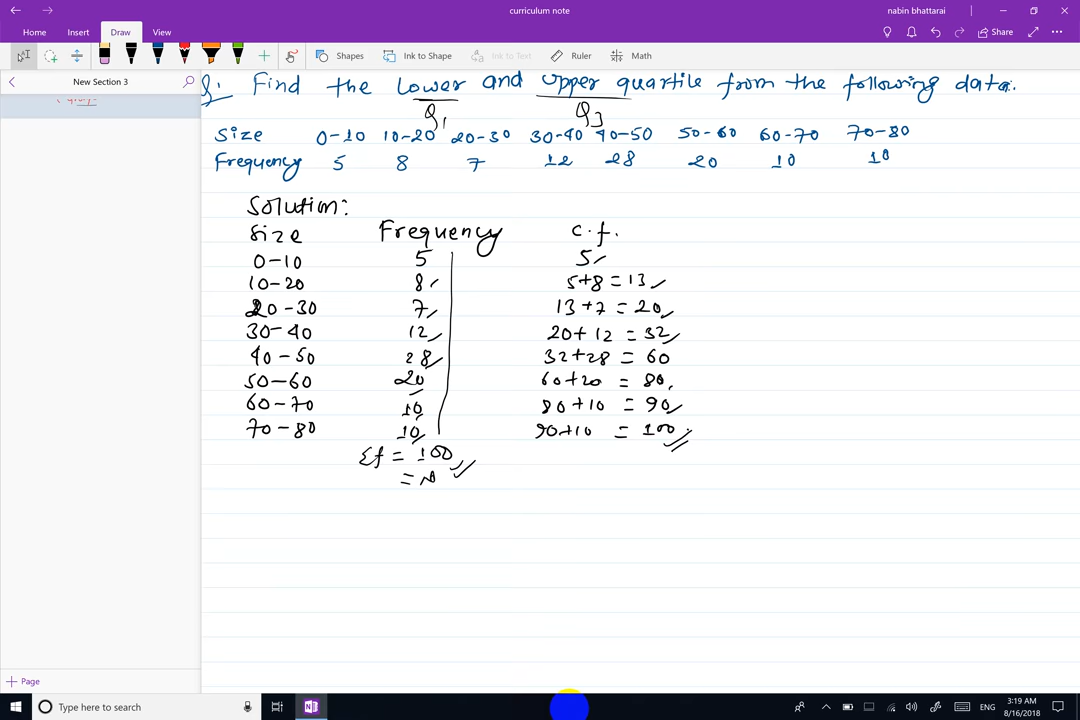 curriculum note
nabin bhattarai
Home Insert Draw View
Share
Shapes Ink to Shape Ink to Text Ruler Math
New Section 3
Q. Find the Lower and Upper quartile from the following data.
Q1 Q3
Size 0-10 10-20 20-30 30-40 40-50 50-60 60-70 70-80
Frequency 5 8 7 12 28 20 10 10
Solution:
Size Frequency c.f.
0-10 5 5
10-20 8 5+8 = 13
20-30 7 13+7 = 20
30-40 12 20+12 = 32
40-50 28 32+28 = 60
50-60 20 60+20 = 80
60-70 10 80+10 = 90
70-80 10 90+10 = 100
Σf = 100
= N
+ Page
Type here to search
ENG
3:19 AM
8/16/2018